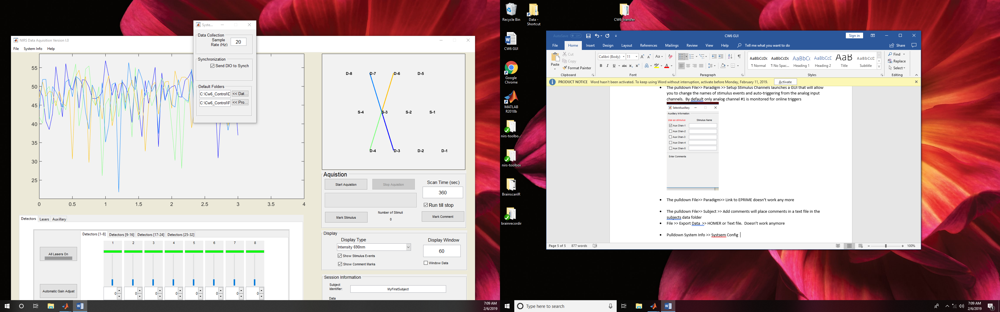 Syste...
Data Collection
Sample
Rate (Hz)
20
Synchronization
Send DIO to Synch
Default Folders
C:\Cw6_Control\D
<< Dat...
C:\Cw6_Control\F
<< Pro...
NIRS Data Aquisition Version I.0
File System Info Help
55
50
45
40
35
30
25
0 0.5 1 1.5 2 2.5 3 3.5 4
D-8 D-7 D-6 D-5
S-4 S-3 S-2 S-1
D-4 D-3 D-2 D-1
Aquistion
Start Aquistion
Stop Aquistion
Scan Time (sec)
360
Run till stop
Mark Stimulus
Number of Stimuli
0
Mark Comment
Detectors Lasers Auxillary
Detectors [1-8] Detectors [9-16] Detectors [17-24] Detectors [25-32]
1 2 3 4 5 6 7 8
All Lasers On
Automatic Gain Adjust
0 0 0 0 0 0 0 0
Display
Display Type
Intensity 690nm
Show Stimulus Events
Show Comment Marks
Display Window
60
Window Data
Session Information
Subject
Identifier:
MyFirstSubject
Data
7:09 AM
2/6/2019
Recycle Bin
Data -
Shortcut
CW6_transfer
CW6 GUI
Google
Chrome
MATLAB
R2018b
nirs-toolbo...
nirs-toolbox
BrainscanIR
brainrecordir
AutoSave Off
CW6 GUI
Sign in
File Home Insert Design Layout References Mailings Review View Help Tell me what you want to do
Share
Paste
Cut
Copy
Format Painter
Clipboard
Calibri (Body) 11
Font
Paragraph
AaBbCcDc AaBbCcDc AaBbC( AaBbCcE AaB AaBbCcC
¶ Normal ¶ No Spac... Heading 1 Heading 2 Title Subtitle
Styles
Find
Replace
Select
Editing
PRODUCT NOTICE Word hasn't been activated. To keep using Word without interruption, activate before Monday, February 11, 2019.
Activate
• The pulldown File>> Paradigm >> Setup Stimulus Channels launches a GUI that will allow
you to change the names of stimulus events and auto-triggering from the analog input
channels. By default only analog channel #1 is monitored for online triggers
SelectAuxillary
Auxillary Information
Use as stimulus Stimulus Name
Aux Chan-1
Aux Chan-2
Aux Chan-3
Aux Chan-4
Aux Chan-5
Enter Comments
• The pulldown File>> Paradigm>> Link to EPRIME doesn't work any more
• The pulldown File>> Subject >> Add comments will place comments in a text file in the
subjects data folder
• File >> Export Data >> HOMER or Text file. Doesn't work anymore
• Pulldown System Info >> Systsem Config
Page 5 of 5 877 words
100%
Type here to search
7:09 AM
2/6/2019